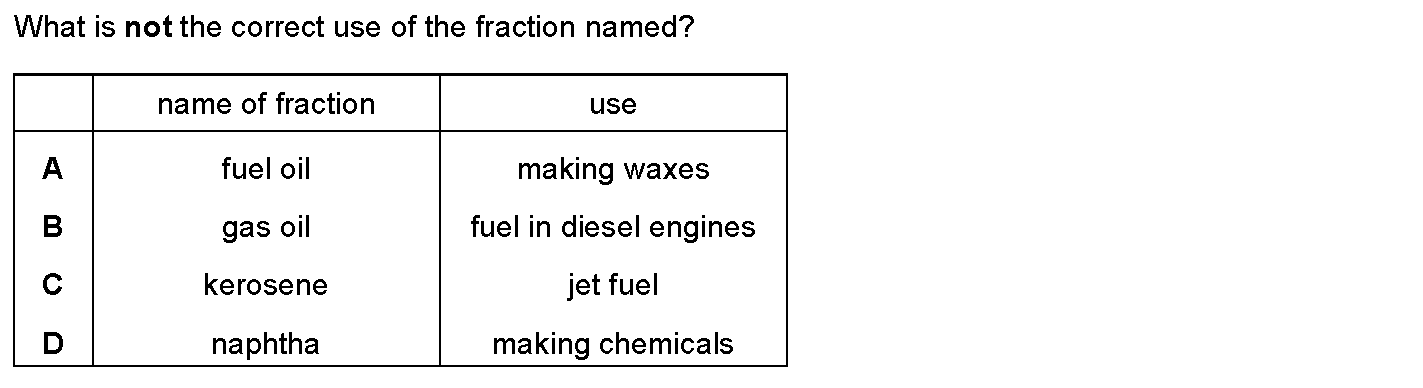 What is not the correct use of the fraction named?
name of fraction use
A fuel oil making waxes
B gas oil fuel in diesel engines
C kerosene jet fuel
D naphtha making chemicals